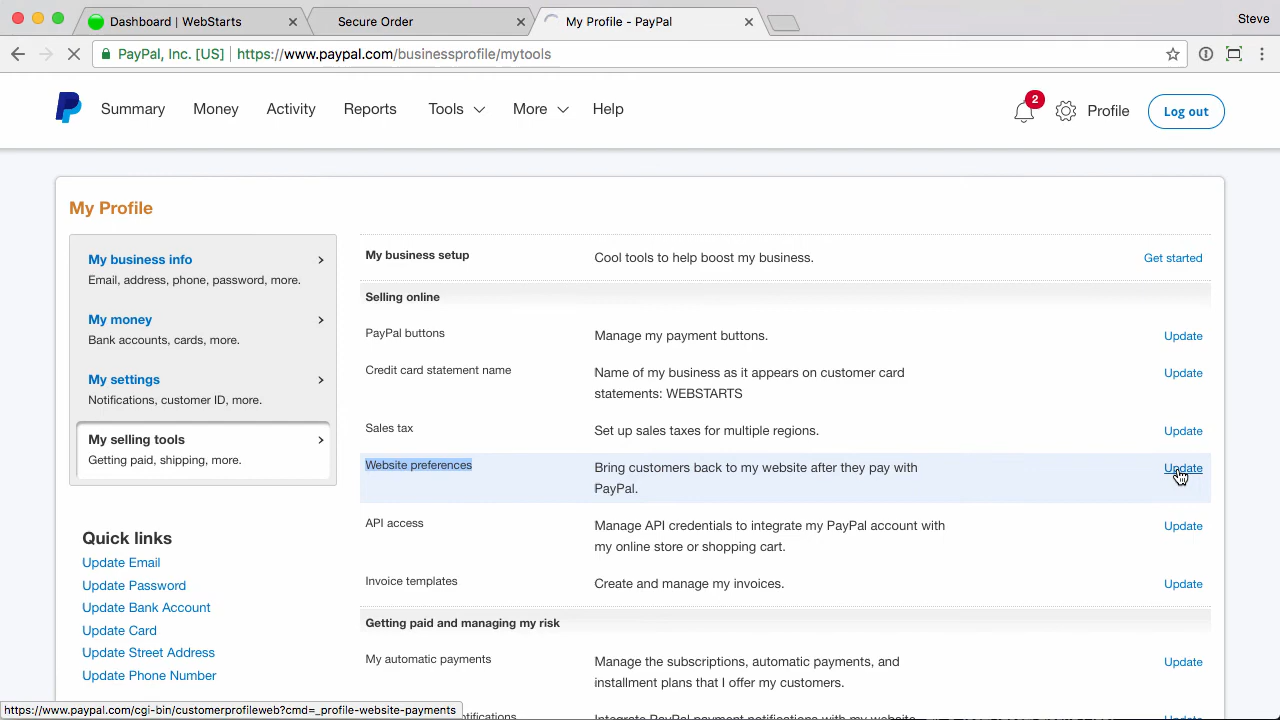 Dashboard | WebStarts
Secure Order
My Profile - PayPal
Steve
PayPal, Inc. [US]
https://www.paypal.com/businessprofile/mytools
Summary
Money
Activity
Reports
Tools
More
Help
2
Profile
Log out
My Profile
My business info
Email, address, phone, password, more.
My money
Bank accounts, cards, more.
My settings
Notifications, customer ID, more.
My selling tools
Getting paid, shipping, more.
Quick links
Update Email
Update Password
Update Bank Account
Update Card
Update Street Address
Update Phone Number
My business setup
Cool tools to help boost my business.
Get started
Selling online
PayPal buttons
Manage my payment buttons.
Update
Credit card statement name
Name of my business as it appears on customer card
statements: WEBSTARTS
Update
Sales tax
Set up sales taxes for multiple regions.
Update
Website preferences
Bring customers back to my website after they pay with
PayPal.
Update
API access
Manage API credentials to integrate my PayPal account with
my online store or shopping cart.
Update
Invoice templates
Create and manage my invoices.
Update
Getting paid and managing my risk
My automatic payments
Manage the subscriptions, automatic payments, and
installment plans that I offer my customers.
Update
Integrate PayPal payment notifications with my website
https://www.paypal.com/cgi-bin/customerprofileweb?cmd=_profile-website-payments